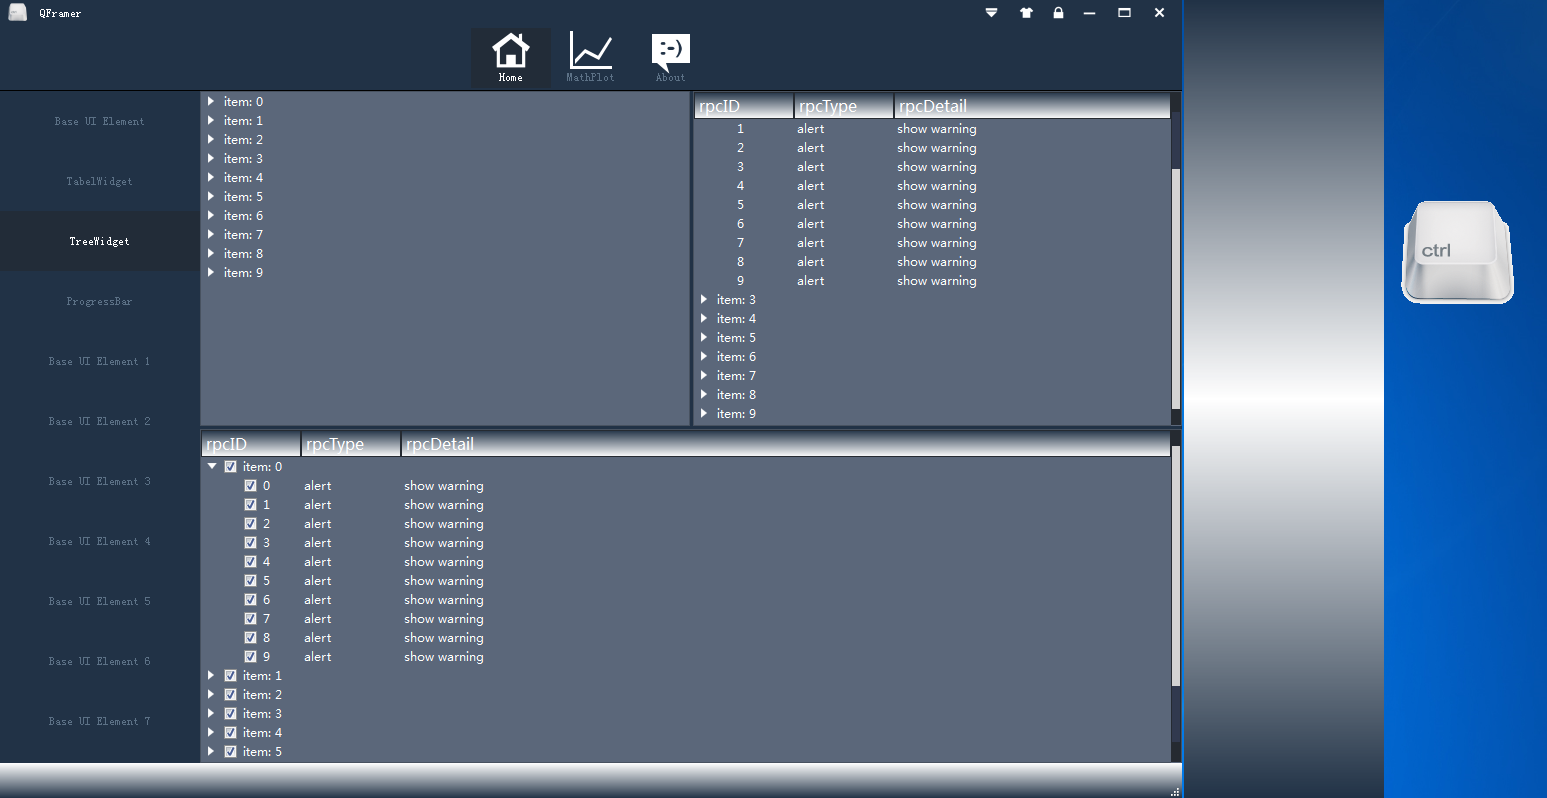 QFramer
Home
MathPlot
:-)
About
Base UI Element
TabelWidget
TreeWidget
ProgressBar
Base UI Element 1
Base UI Element 2
Base UI Element 3
Base UI Element 4
Base UI Element 5
Base UI Element 6
Base UI Element 7
item: 0
item: 1
item: 2
item: 3
item: 4
item: 5
item: 6
item: 7
item: 8
item: 9
rpcID rpcType rpcDetail
1 alert show warning
2 alert show warning
3 alert show warning
4 alert show warning
5 alert show warning
6 alert show warning
7 alert show warning
8 alert show warning
9 alert show warning
item: 3
item: 4
item: 5
item: 6
item: 7
item: 8
item: 9
rpcID rpcType rpcDetail
item: 0
0 alert show warning
1 alert show warning
2 alert show warning
3 alert show warning
4 alert show warning
5 alert show warning
6 alert show warning
7 alert show warning
8 alert show warning
9 alert show warning
item: 1
item: 2
item: 3
item: 4
item: 5
ctrl